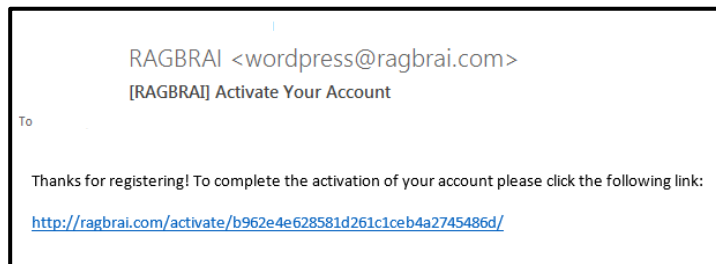 RAGBRAI <wordpress@ragbrai.com>
[RAGBRAI] Activate Your Account
To
Thanks for registering! To complete the activation of your account please click the following link:
http://ragbrai.com/activate/b962e4e628581d261c1ceb4a2745486d/